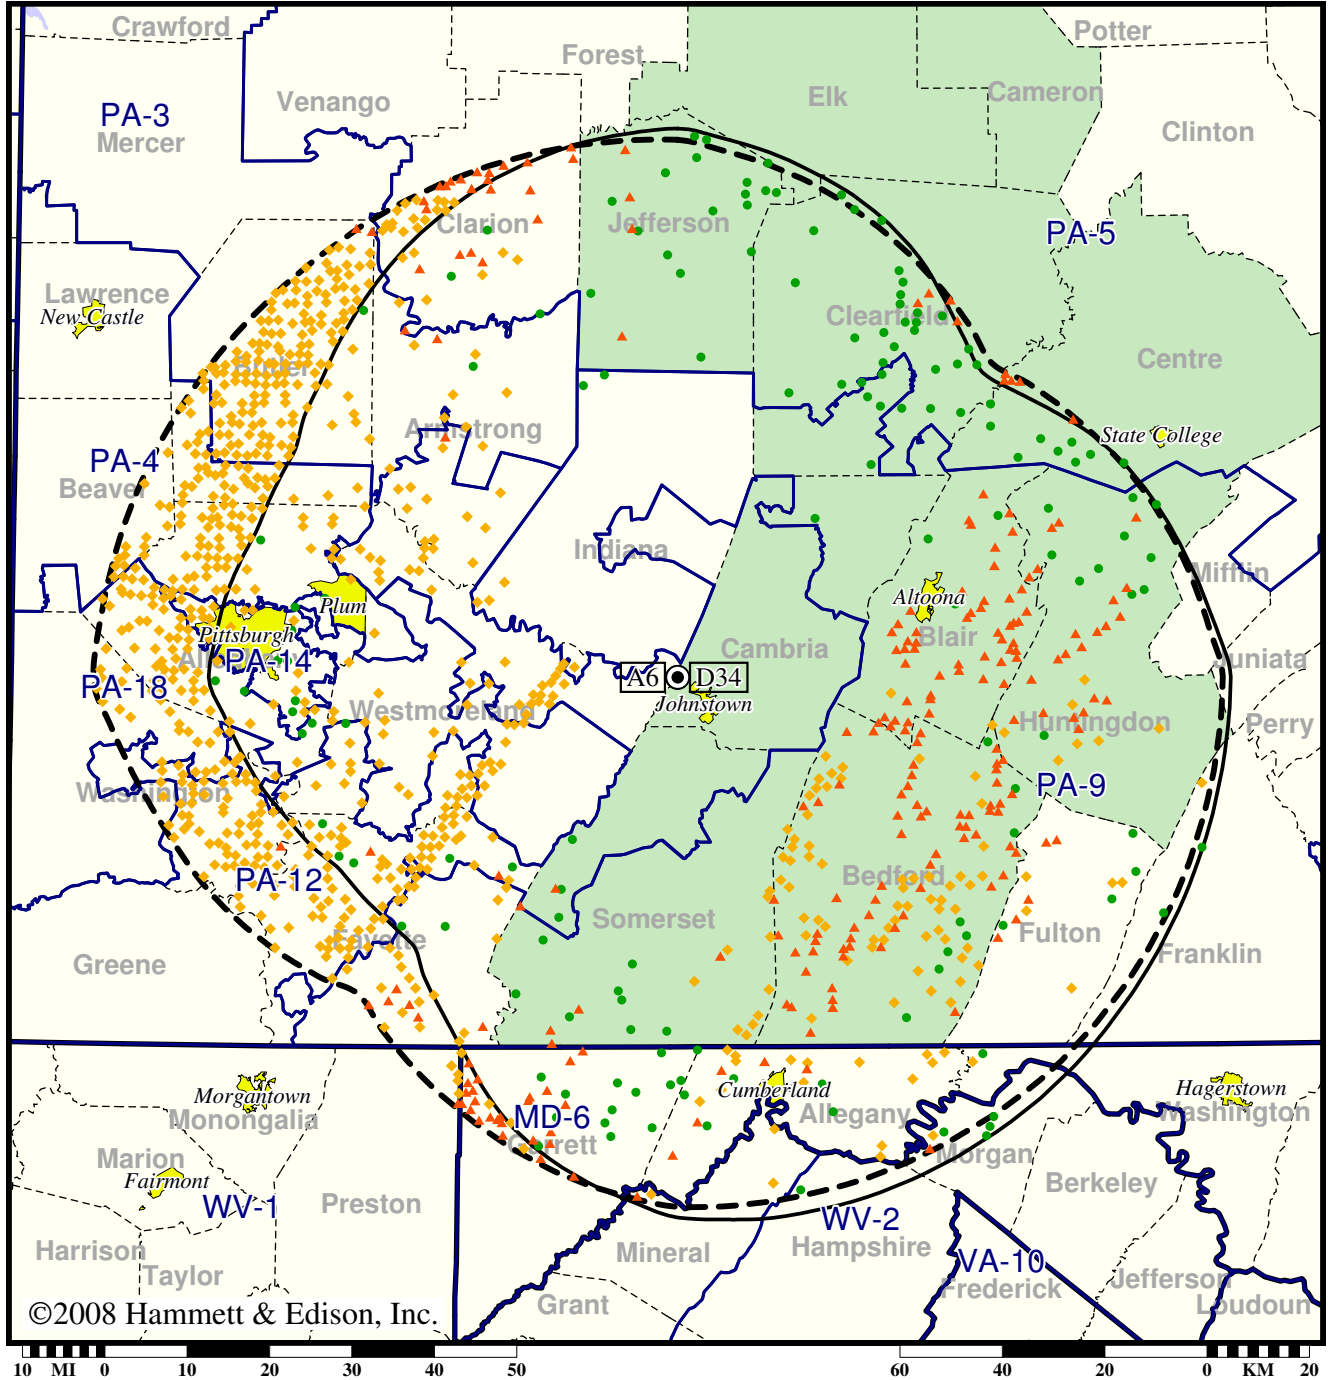 Crawford
Potter
Forest
Venango
Elk
Cameron
PA-3
Mercer
Clinton
Clarion
Jefferson
PA-5
Lawrence
New Castle
Clearfield
Centre
Butler
Armstrong
State College
PA-4
Beaver
Indiana
Mifflin
Plum
Altoona
Pittsburgh
Blair
Allegheny
PA-14
Cambria
Juniata
A6
D34
PA-18
Johnstown
Westmoreland
Huntingdon
Perry
PA-9
Washington
PA-12
Bedford
Somerset
Fayette
Fulton
Greene
Franklin
Morgantown
Cumberland
Hagerstown
Monongalia
MD-6
Allegany
Washington
Garrett
Marion
Morgan
Fairmont
Berkeley
WV-1
Preston
WV-2
Harrison
Mineral
Hampshire
Taylor
VA-10
Frederick
Jefferson
Grant
Loudoun
©2008 Hammett & Edison, Inc.
10 MI 0 10 20 30 40 50
60 40 20 0 KM 20